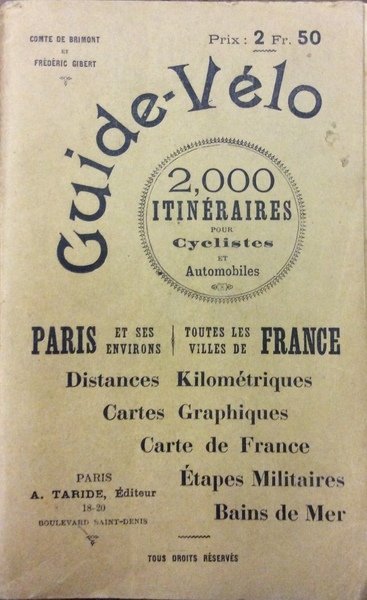 COMTE DE BRIMONT
ET
FRÉDÉRIC GIBERT
Prix : 2 Fr. 50
Guide-Vélo
2,000
ITINÉRAIRES
POUR
Cyclistes
ET
Automobiles
PARIS ET SES ENVIRONS TOUTES LES VILLES DE FRANCE
Distances Kilométriques
Cartes Graphiques
Carte de France
Étapes Militaires
Bains de Mer
PARIS
A. TARIDE, Éditeur
18-20
BOULEVARD SAINT-DENIS
TOUS DROITS RÉSERVÉS